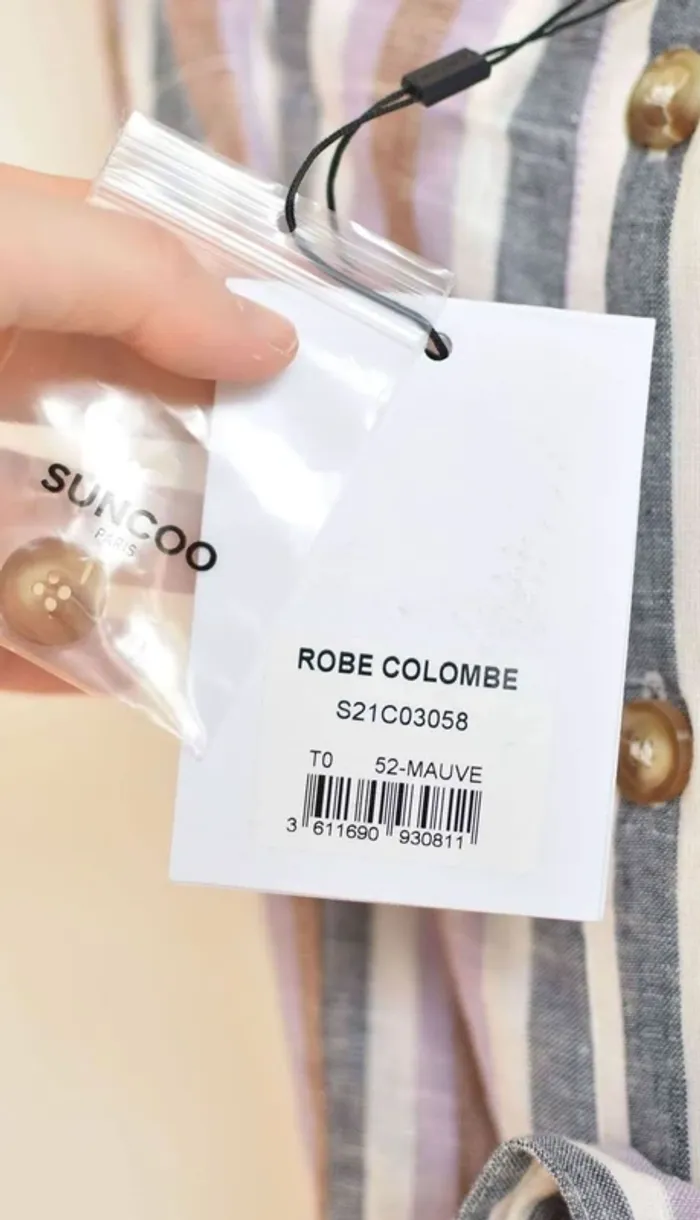 SUNCOO
PARIS
ROBE COLOMBE
S21C03058
T0 52-MAUVE
3 611690 930811